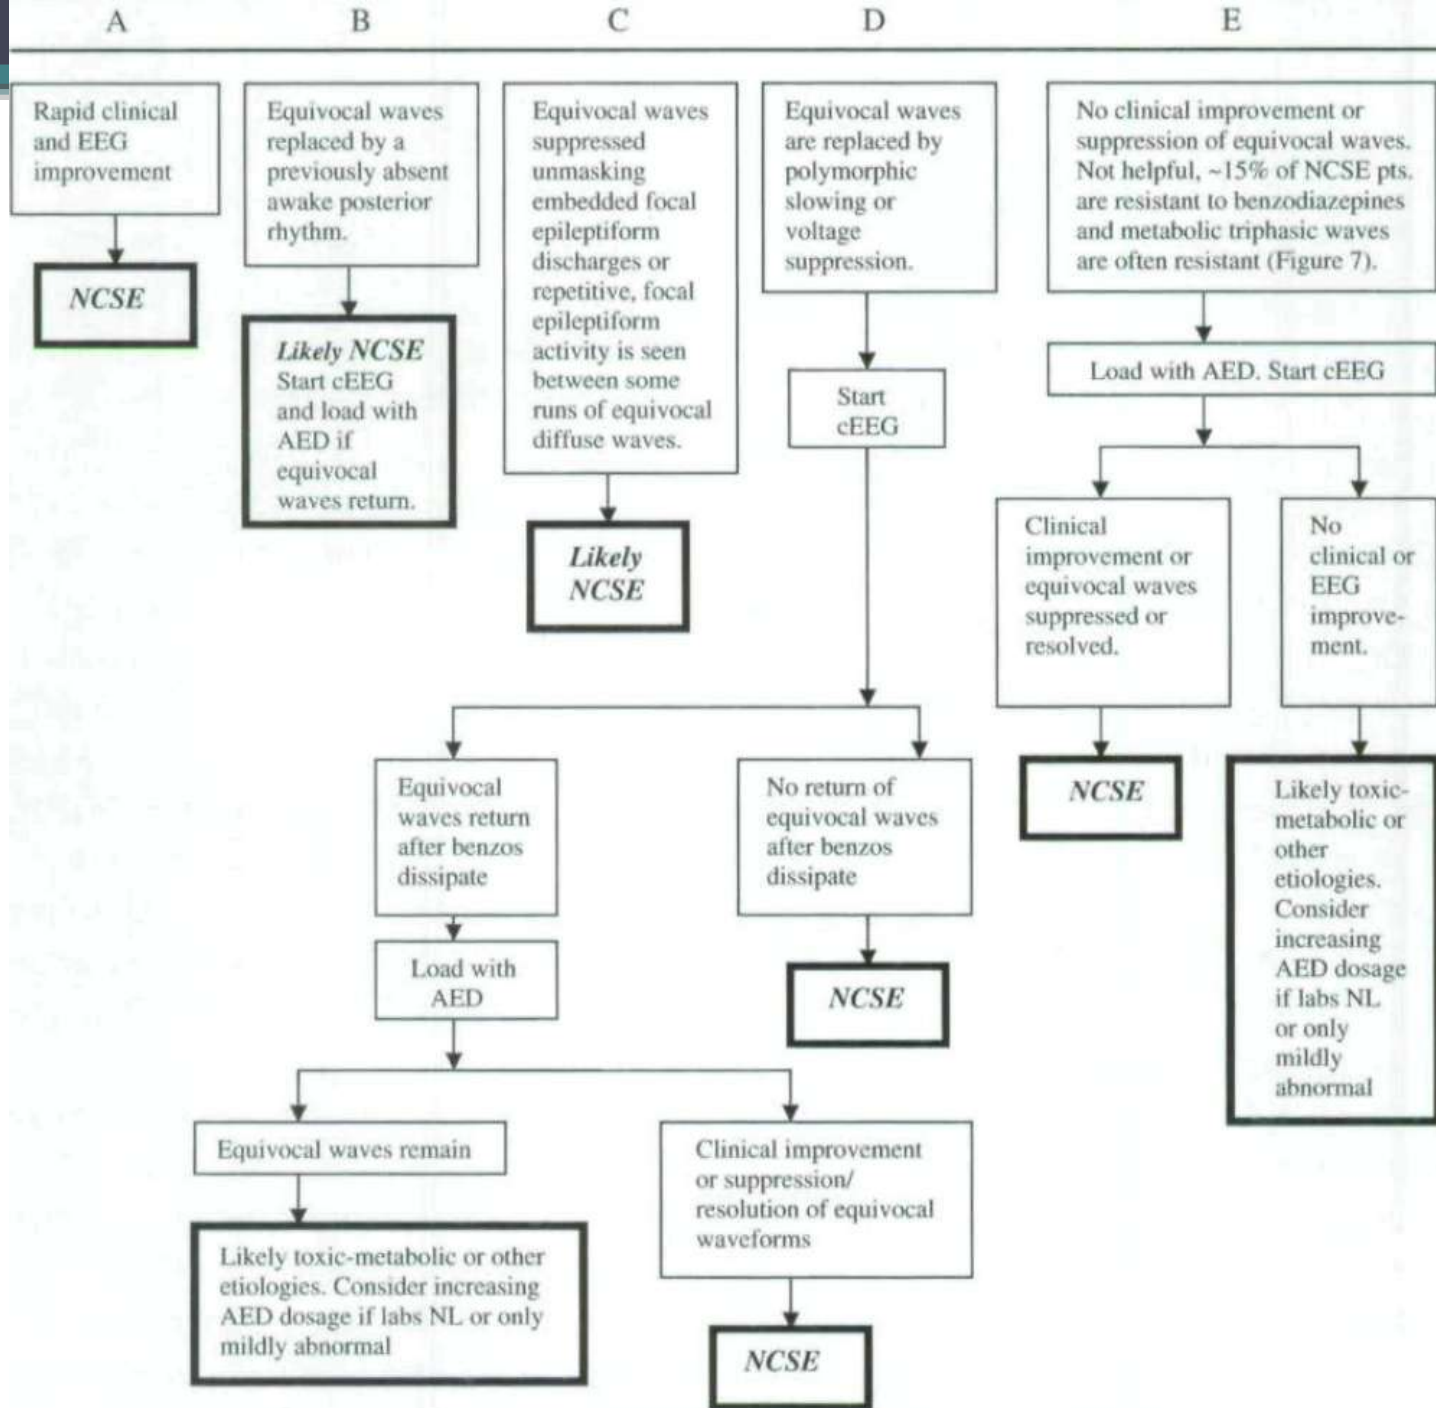 A
B
C
D
E
Rapid clinical
and EEG
improvement
NCSE
Equivocal waves
replaced by a
previously absent
awake posterior
rhythm.
Likely NCSE
Start cEEG
and load with
AED if
equivocal
waves return.
Equivocal waves
suppressed
unmasking
embedded focal
epileptiform
discharges or
repetitive, focal
epileptiform
activity is seen
between some
runs of equivocal
diffuse waves.
Likely
NCSE
Equivocal waves
are replaced by
polymorphic
slowing or
voltage
suppression.
Start
cEEG
Equivocal
waves return
after benzos
dissipate
Load with
AED
Equivocal waves remain
Likely toxic-metabolic or other
etiologies. Consider increasing
AED dosage if labs NL or only
mildly abnormal
Clinical improvement
or suppression/
resolution of equivocal
waveforms
NCSE
No return of
equivocal waves
after benzos
dissipate
NCSE
No clinical improvement or
suppression of equivocal waves.
Not helpful, ~15% of NCSE pts.
are resistant to benzodiazepines
and metabolic triphasic waves
are often resistant (Figure 7).
Load with AED. Start cEEG
Clinical
improvement or
equivocal waves
suppressed or
resolved.
NCSE
No
clinical or
EEG
improve-
ment.
Likely toxic-
metabolic or
other
etiologies.
Consider
increasing
AED dosage
if labs NL
or only
mildly
abnormal